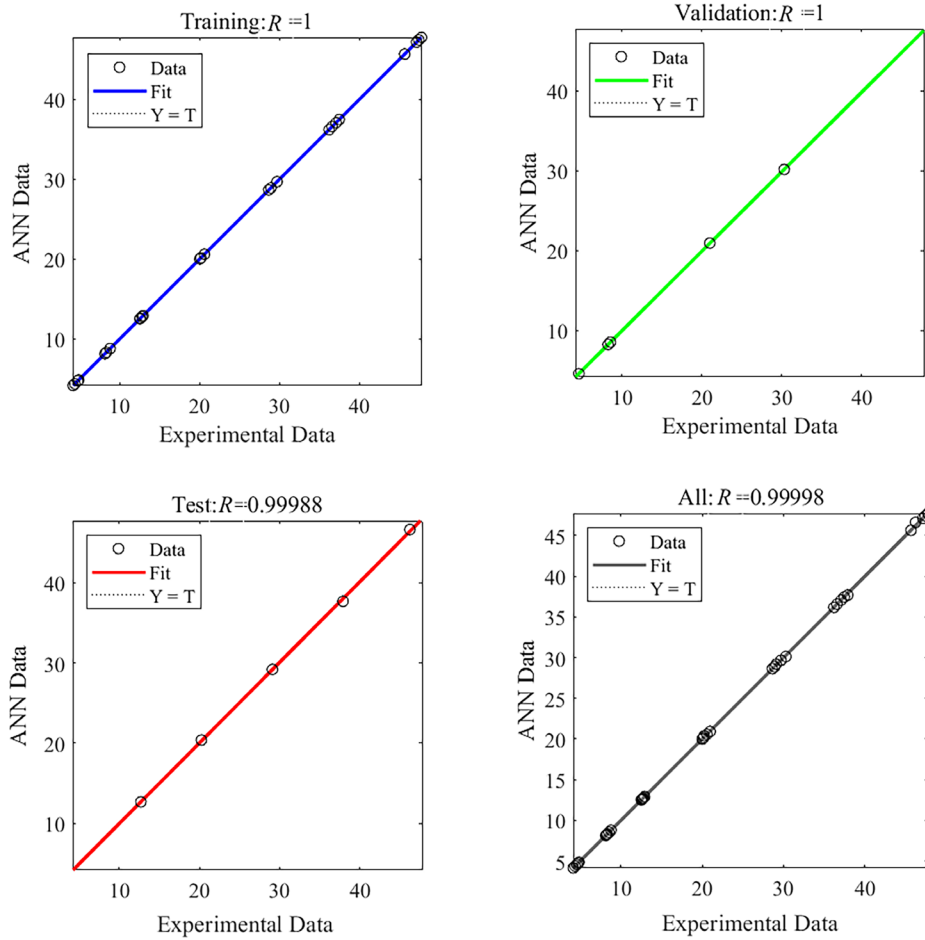 Training: R =1
Data
Fit
Y = T
40
30
20
10
10 20 30 40
ANN Data
Experimental Data
Validation: R =1
Data
Fit
Y = T
40
30
20
10
10 20 30 40
ANN Data
Experimental Data
Test: R=0.99988
Data
Fit
Y = T
40
30
20
10
10 20 30 40
ANN Data
Experimental Data
All: R =0.99998
Data
Fit
Y = T
45
40
35
30
25
20
15
10
5
10 20 30 40
ANN Data
Experimental Data